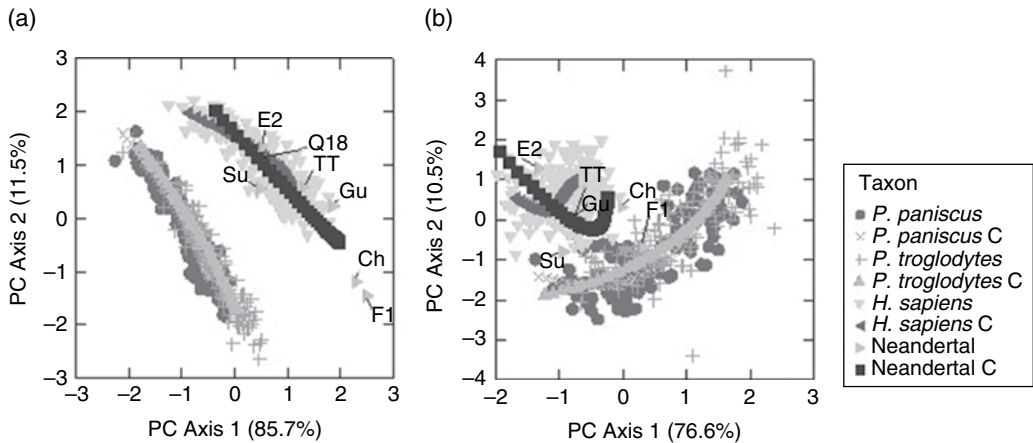 (a)
3
2
1
0
–1
–2
–3
–3
–2
–1
0
1
2
3
PC Axis 2 (11.5%)
PC Axis 1 (85.7%)
E2
Q18
TT
Su
Gu
Ch
F1
(b)
4
3
2
1
0
–1
–2
–3
–4
–2
–1
0
1
2
3
PC Axis 2 (10.5%)
PC Axis 1 (76.6%)
E2
TT
Gu
Ch
F1
Su
Taxon
P. paniscus
P. paniscus C
P. troglodytes
P. troglodytes C
H. sapiens
H. sapiens C
Neandertal
Neandertal C